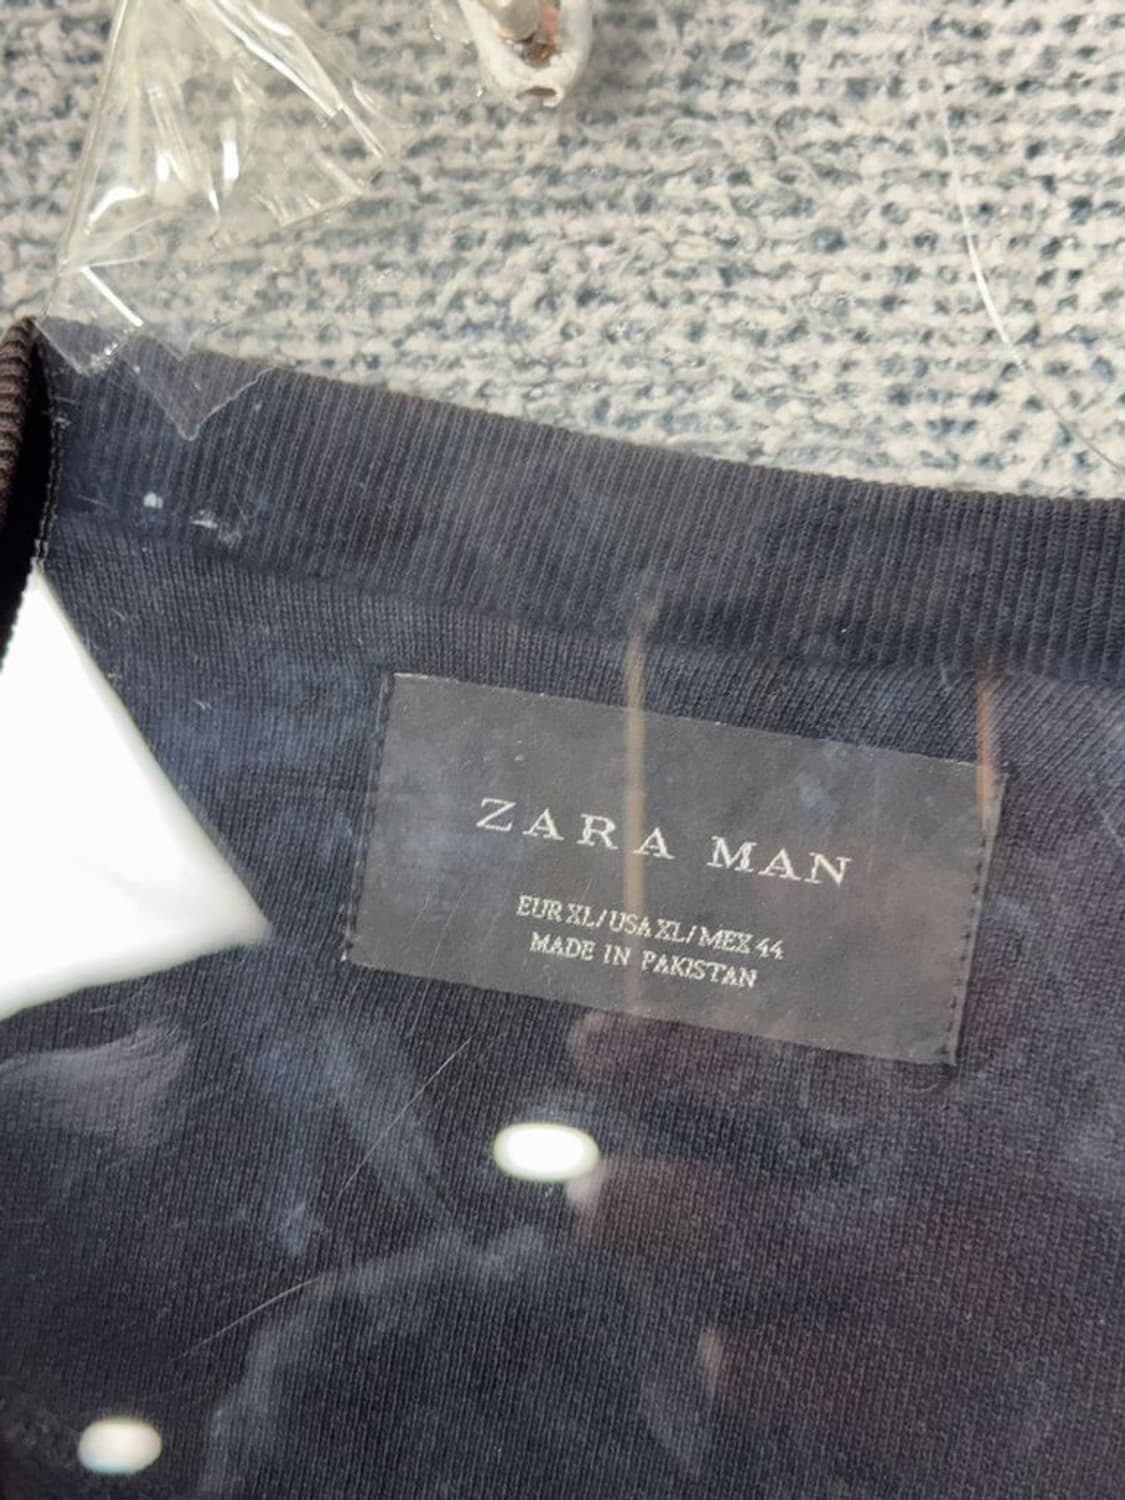 ZARA MAN
EUR XL/USA XL/MEX 44
MADE IN PAKISTAN